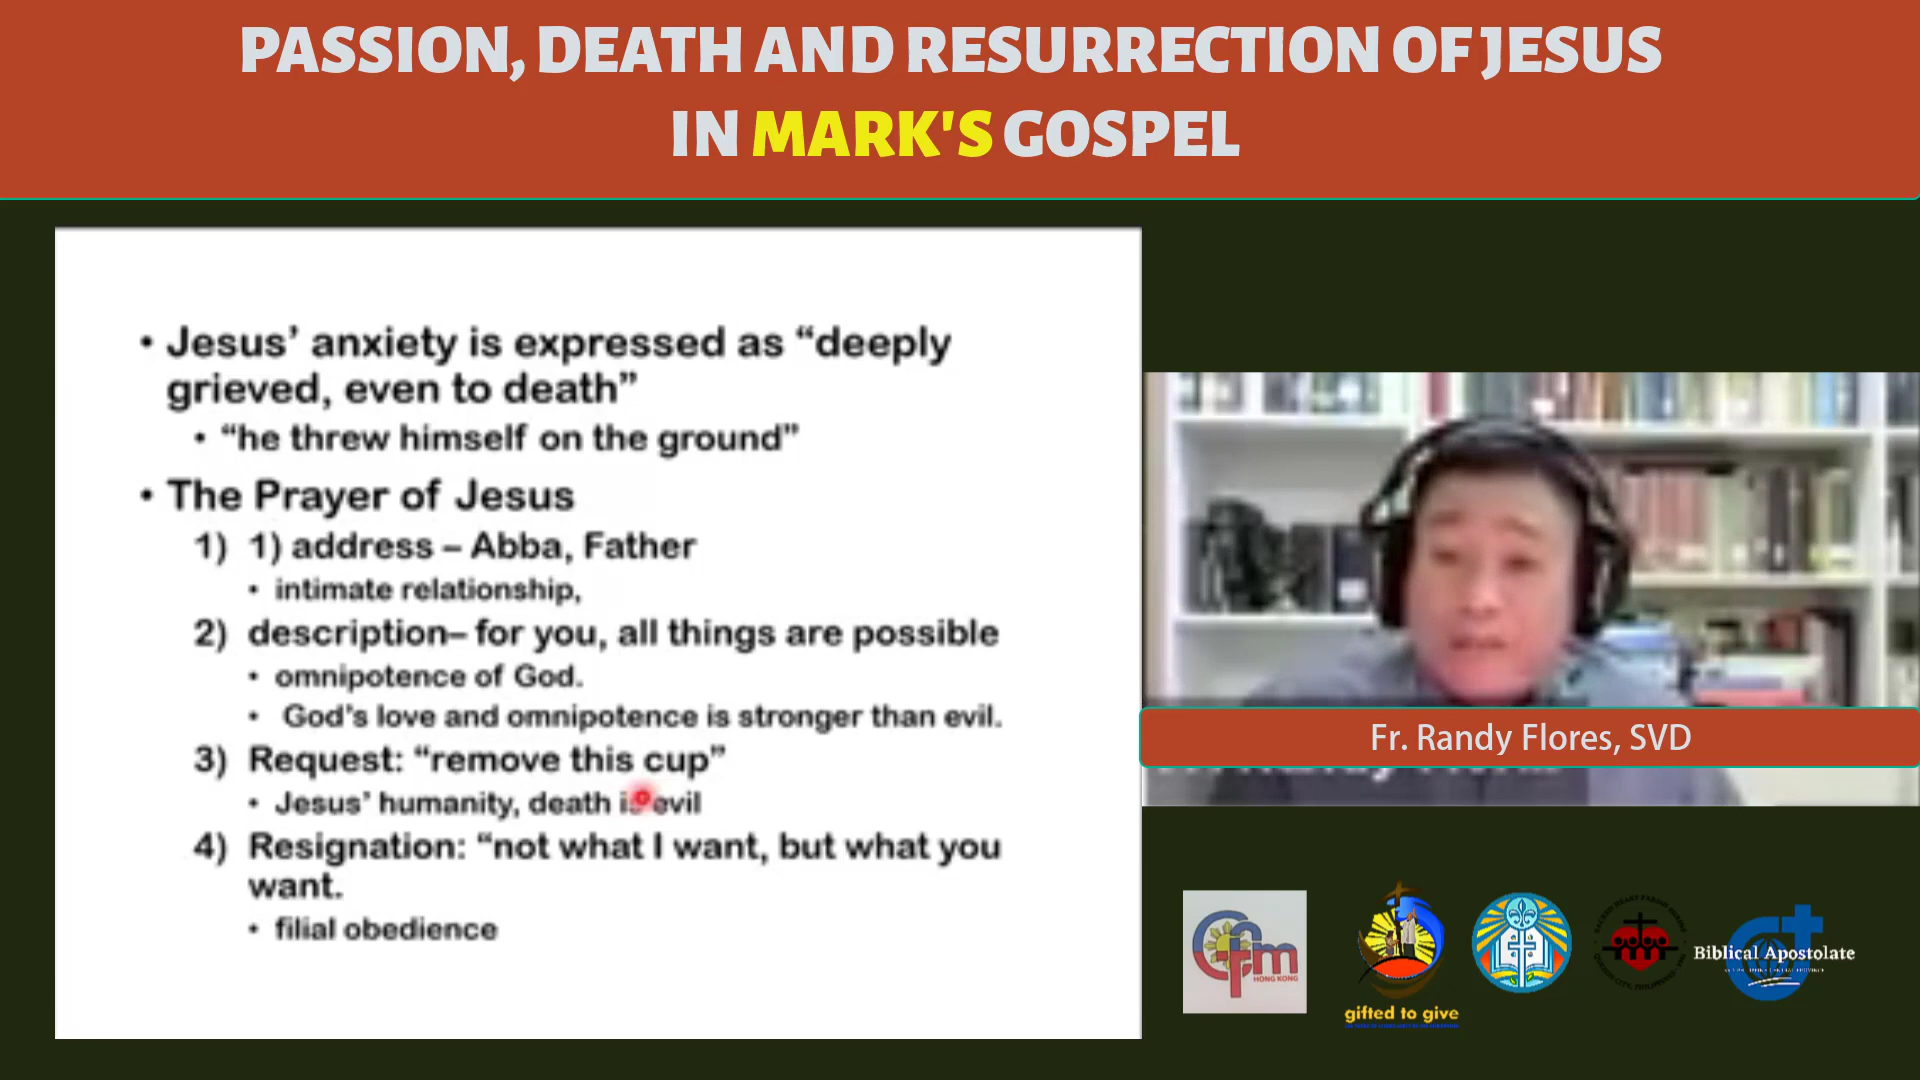 PASSION, DEATH AND RESURRECTION OF JESUS
IN MARK'S GOSPEL
• Jesus’ anxiety is expressed as “deeply
grieved, even to death”
• “he threw himself on the ground”
• The Prayer of Jesus
1) 1) address – Abba, Father
• intimate relationship,
2) description– for you, all things are possible
• omnipotence of God.
• God’s love and omnipotence is stronger than evil.
3) Request: “remove this cup”
• Jesus’ humanity, death is evil
4) Resignation: “not what I want, but what you
want.
• filial obedience
Fr. Randy Flores, SVD
cfm
HONG KONG
gifted to give
Biblical Apostolate